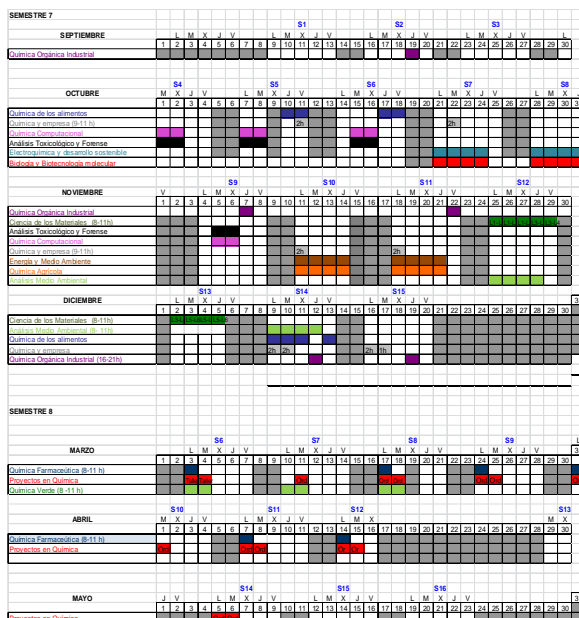 SEMESTRE 7
S1 S2 S3
SEPTIEMBRE L M X J V L M X J V L M X J V L
1 2 3 4 5 6 7 8 9 10 11 12 13 14 15 16 17 18 19 20 21 22 23 24 25 26 27 28 29 30
Química Orgánica Industrial
S4 S5 S6 S7 S8
OCTUBRE M X J V L M X J V L M X J V L M X J V L M X J
1 2 3 4 5 6 7 8 9 10 11 12 13 14 15 16 17 18 19 20 21 22 23 24 25 26 27 28 29 30
Química de los alimentos
Química y empresa (9-11 h) 2h 2h
Química Computacional
Análisis Toxicológico y Forense
Electroquímica y desarrollo sostenible
Biología y Biotecnología molecular
S9 S10 S11 S12
NOVIEMBRE V L M X J V L M X J V L M X J V L M X J V
1 2 3 4 5 6 7 8 9 10 11 12 13 14 15 16 17 18 19 20 21 22 23 24 25 26 27 28 29 30
Química Orgánica Industrial
Ciencia de los Materiales (8-11h)
Análisis Toxicológico y Forense
Química Computacional
Química y empresa (9-11h) 2h 2h
Energía y Medio Ambiente
Química Agrícola
Análisis Medio Ambiental
S13 S14 S15
DICIEMBRE L M X J V L M X J V L M X J V 3
1 2 3 4 5 6 7 8 9 10 11 12 13 14 15 16 17 18 19 20 21 22 23 24 25 26 27 28 29 30
Ciencia de los Materiales (8-11h)
Análisis Medio Ambiental (8- 11h)
Química de los alimentos
Química y empresa 2h 2h 2h 1h
Química Orgánica Industrial (16-21h)
SEMESTRE 8
S6 S7 S8 S9
MARZO L M X J V L M X J V L M X J V L M X J V L
1 2 3 4 5 6 7 8 9 10 11 12 13 14 15 16 17 18 19 20 21 22 23 24 25 26 27 28 29 30
Química Farmaceútica (8-11 h)
Proyectos en Química Ord Ord Ord Ord Ord
Química Verde (8 -11 h)
S10 S11 S12 S13
ABRIL M X J V L M X J V L M X
1 2 3 4 5 6 7 8 9 10 11 12 13 14 15 16 17 18 19 20 21 22 23 24 25 26 27 28 29 30
Química Farmaceútica (8-11 h)
Proyectos en Química Ord Ord Ord Or Or
S14 S15 S16
MAYO J V L M X J V L M X J V L M X J V
1 2 3 4 5 6 7 8 9 10 11 12 13 14 15 16 17 18 19 20 21 22 23 24 25 26 27 28 29 30
Proyectos en Química